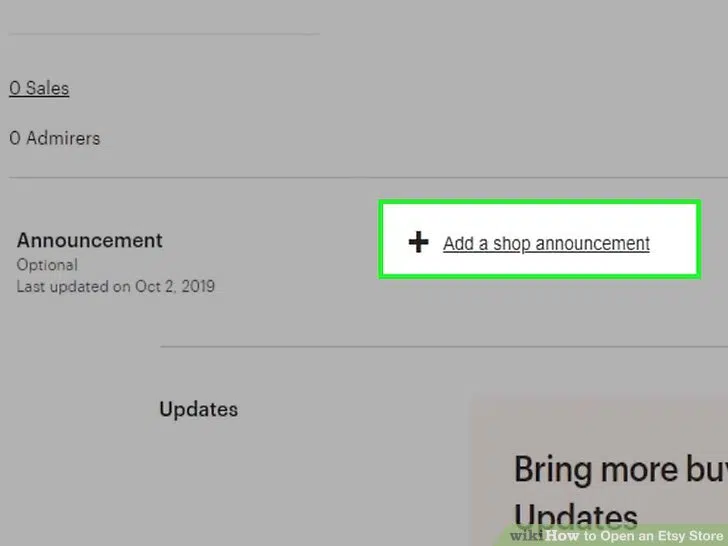 0 Sales
0 Admirers
Announcement
Optional
Last updated on Oct 2, 2019
+ Add a shop announcement
Updates
Bring more buy
Updates
wikiHow to Open an Etsy Store